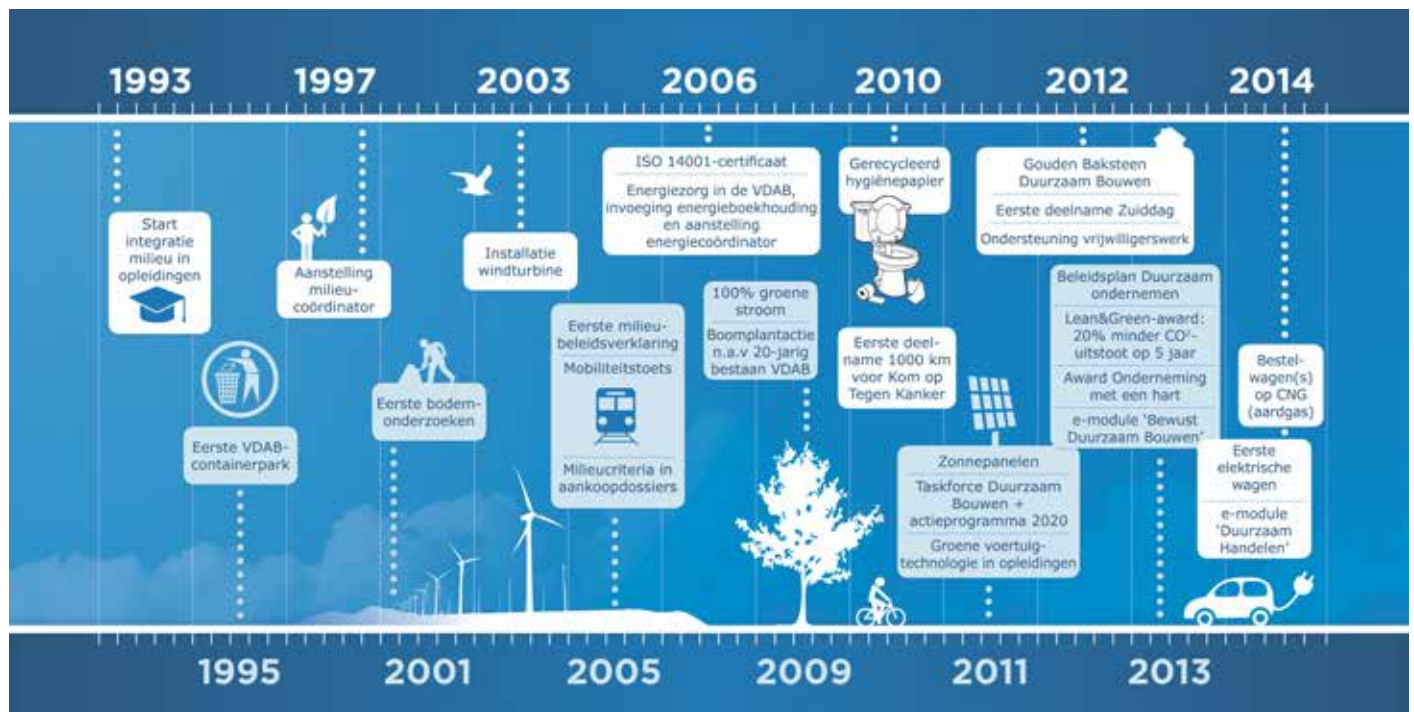 1993
1997
2003
2006
2010
2012
2014
Start
integratie
milieu in
opleidingen
Aanstelling
milieu-
coördinator
Installatie
windturbine
ISO 14001-certificaat
Energiezorg in de VDAB,
invoeging energieboekhouding
en aanstelling
energiecoördinator
Gerecycleerd
hygiënepapier
Eerste deel-
name 1000 km
voor Kom op
Tegen Kanker
Gouden Baksteen
Duurzaam Bouwen
Eerste deelname Zuiddag
Ondersteuning vrijwilligerswerk
Bestel-
wagen(s)
op CNG
(aardgas)
Eerste
elektrische
wagen
e-module
'Duurzaam
Handelen'
Eerste VDAB-
containerpark
Eerste bodem-
onderzoeken
Eerste milieu-
beleidsverklaring
Mobiliteitstoets
Milieucriteria in
aankoopdossiers
100% groene
stroom
Boomplantactie
n.a.v 20-jarig
bestaan VDAB
Zonnepanelen
Taskforce Duurzaam
Bouwen +
actieprogramma 2020
Groene voertuig-
technologie in opleidingen
Beleidsplan Duurzaam
ondernemen
Lean&Green-award:
20% minder CO²-
uitstoot op 5 jaar
Award Onderneming
met een hart
e-module 'Bewust
Duurzaam Bouwen'
1995
2001
2005
2009
2011
2013